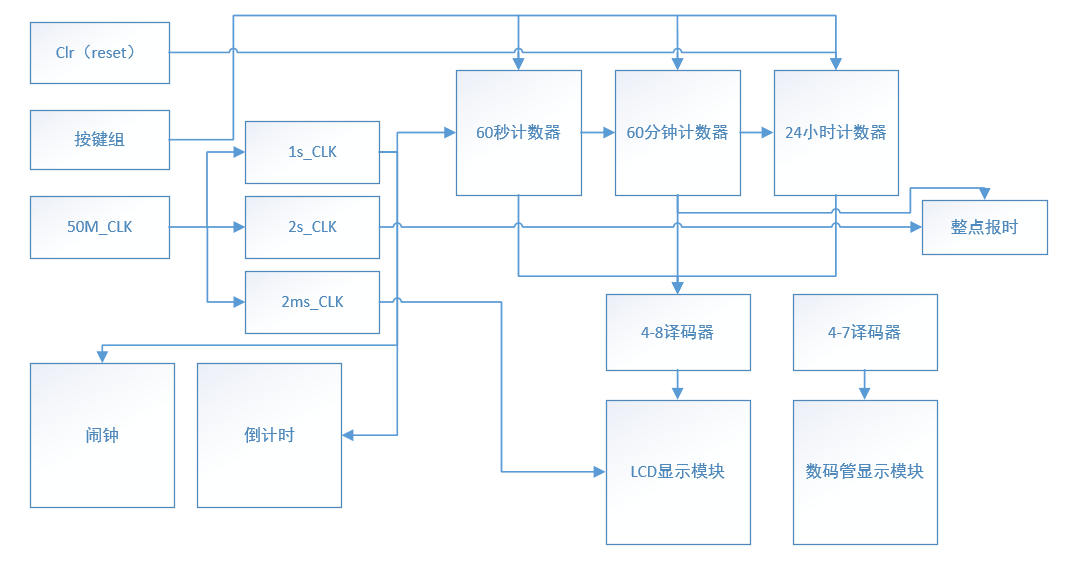 Clr（reset）
按键组
50M_CLK
1s_CLK
2s_CLK
2ms_CLK
60秒计数器
60分钟计数器
24小时计数器
整点报时
4-8译码器
4-7译码器
闹钟
倒计时
LCD显示模块
数码管显示模块